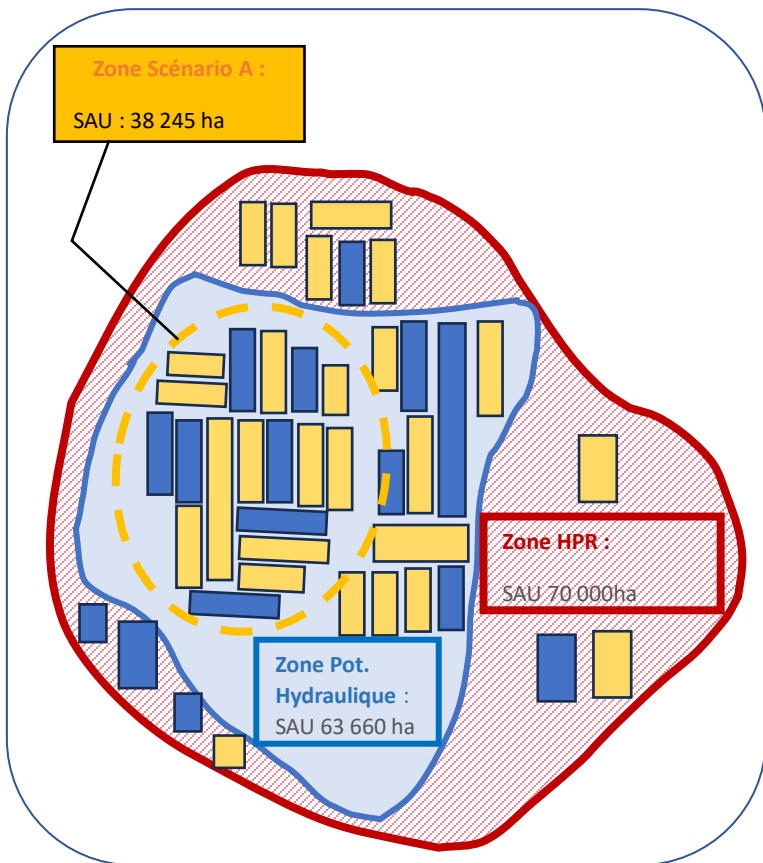 Zone Scénario A :
SAU : 38 245 ha
Zone HPR :
SAU 70 000ha
Zone Pot.
Hydraulique :
SAU 63 660 ha